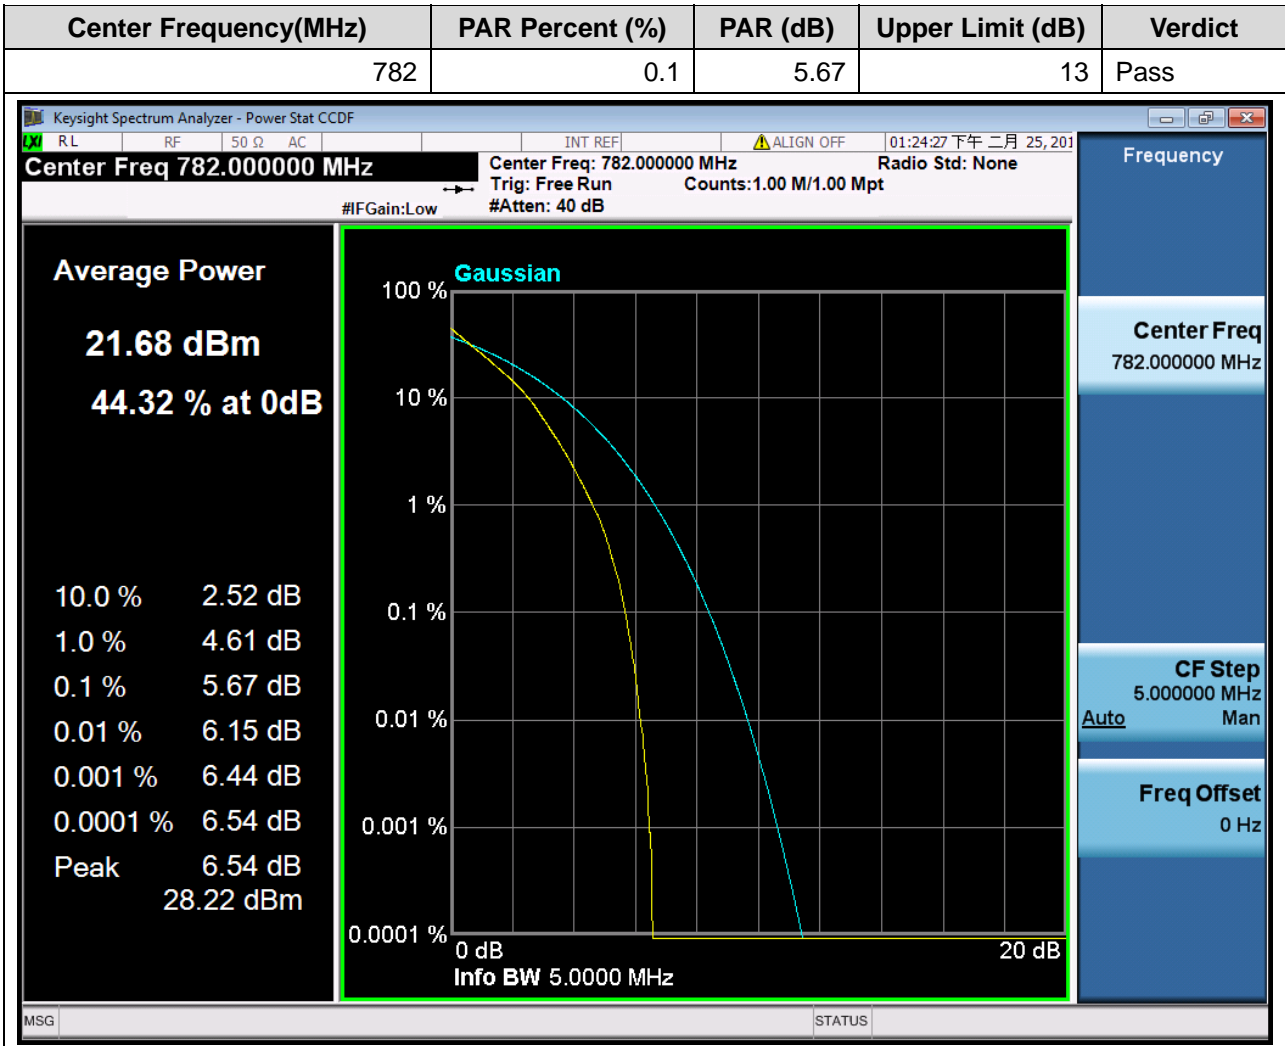 Center Frequency(MHz) PAR Percent (%) PAR (dB) Upper Limit (dB) Verdict
782 0.1 5.67 13 Pass
Keysight Spectrum Analyzer - Power Stat CCDF
LXI RL RF 50 Ω AC INT REF ALIGN OFF 01:24:27 下午 二月 25, 201
Center Freq 782.000000 MHz
Center Freq: 782.000000 MHz Radio Std: None
Trig: Free Run Counts:1.00 M/1.00 Mpt
#IFGain:Low #Atten: 40 dB
Average Power
21.68 dBm
44.32 % at 0dB
10.0 % 2.52 dB
1.0 % 4.61 dB
0.1 % 5.67 dB
0.01 % 6.15 dB
0.001 % 6.44 dB
0.0001 % 6.54 dB
Peak 6.54 dB
28.22 dBm
Gaussian
100 %
10 %
1 %
0.1 %
0.01 %
0.001 %
0.0001 %
0 dB 20 dB
Info BW 5.0000 MHz
Frequency
Center Freq
782.000000 MHz
CF Step
5.000000 MHz
Auto Man
Freq Offset
0 Hz
MSG STATUS